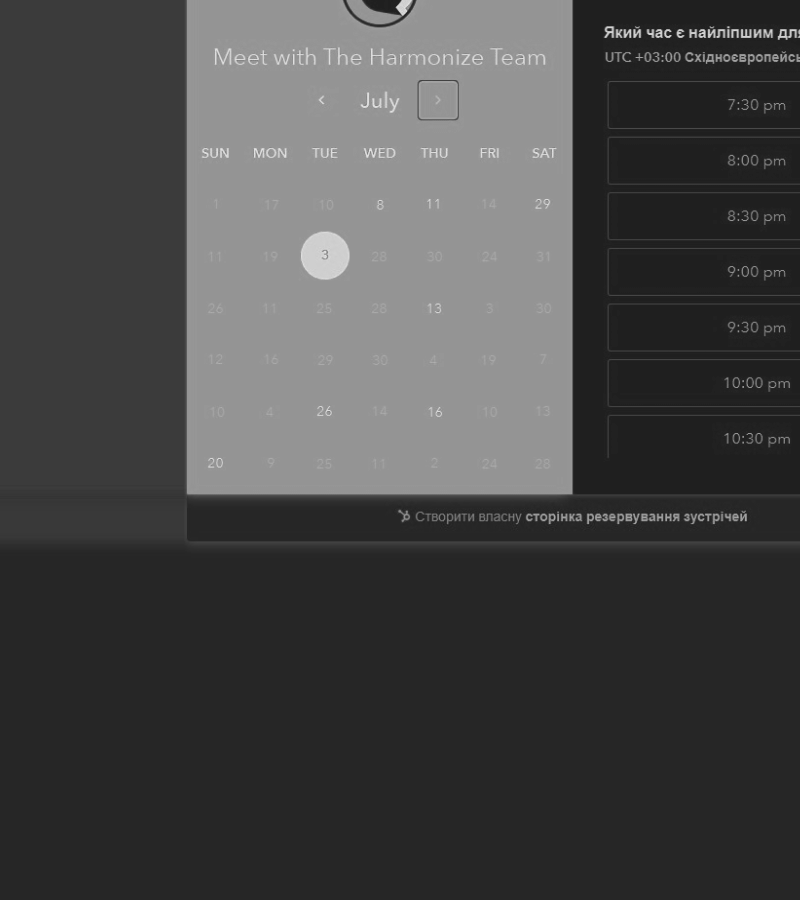 Meet with The Harmonize Team
July
SUN MON TUE WED THU FRI SAT
1 17 10 8 11 14 29
11 19 3 28 30 24 31
26 11 25 28 13 3 30
12 16 29 30 4 19 7
10 4 26 14 16 10 13
20 9 25 11 2 24 28
Який час є найліпшим для
UTC +03:00
7:30 pm
8:00 pm
8:30 pm
9:00 pm
9:30 pm
10:00 pm
10:30 pm
Створити власну сторінка резервування зустрічей